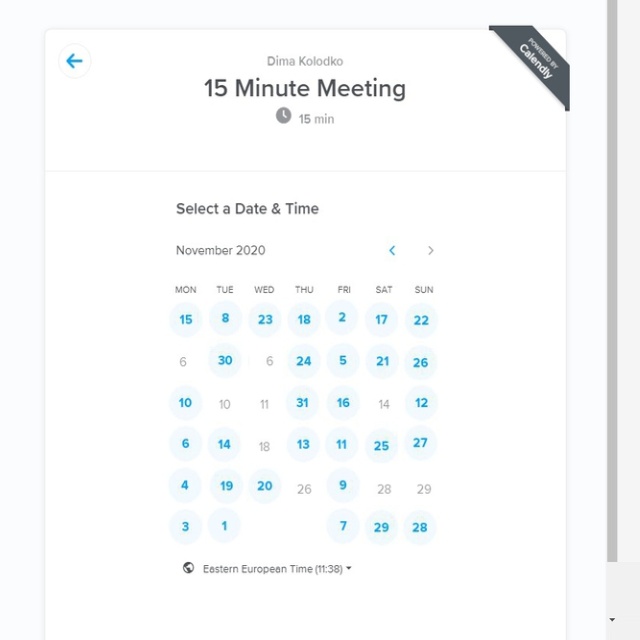 POWERED BY
Calendly
Dima Kolodko
15 Minute Meeting
15 min
Select a Date & Time
November 2020
MON TUE WED THU FRI SAT SUN
15 8 23 18 2 17 22
6 30 6 24 5 21 26
10 10 11 31 16 14 12
6 14 18 13 11 25 27
4 19 20 26 9 28 29
3 1 7 29 28
Eastern European Time (11:38)